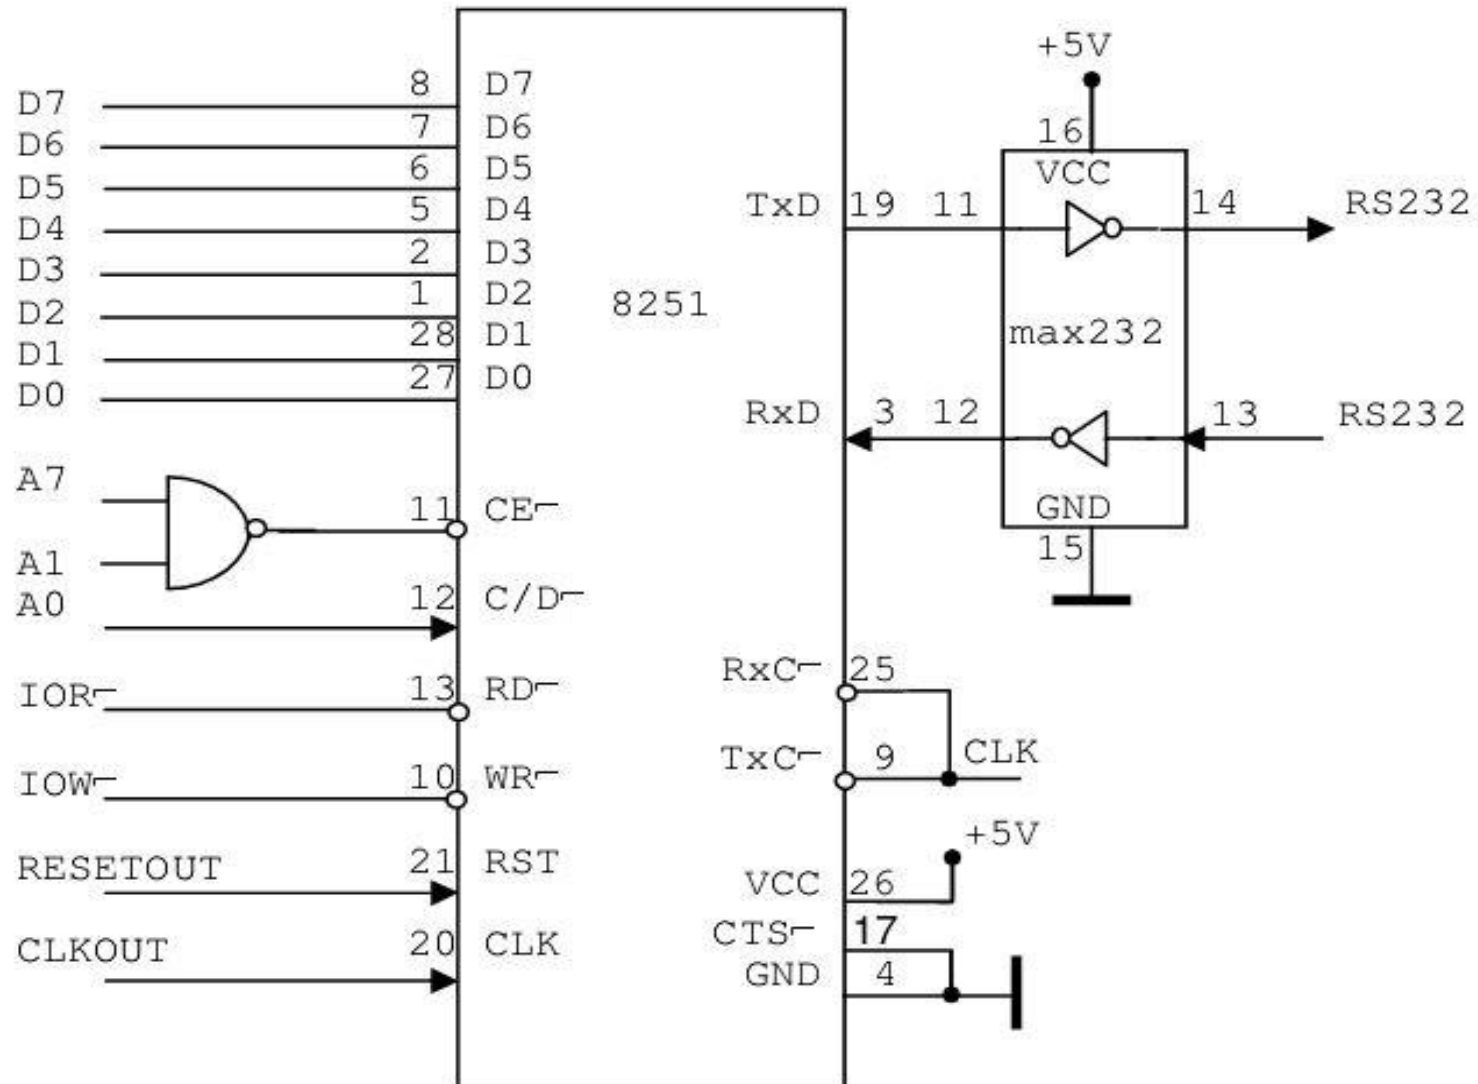 +5V
8 D7
D7
7 D6
D6
16
6 D5
D5
VCC
5 D4
TxD 19 11 14 RS232
D4
2 D3
D3
1 D2
8251
D2
28 D1
max232
D1
27 D0
D0
RxD 3 12 13 RS232
A7
11 CE¬
GND
15
A1
12 C/D¬
A0
RxC¬ 25
IOR¬ 13 RD¬
TxC¬ 9 CLK
IOW¬ 10 WR¬
+5V
RESETOUT 21 RST
VCC 26
CTS¬ 17
CLKOUT 20 CLK
GND 4